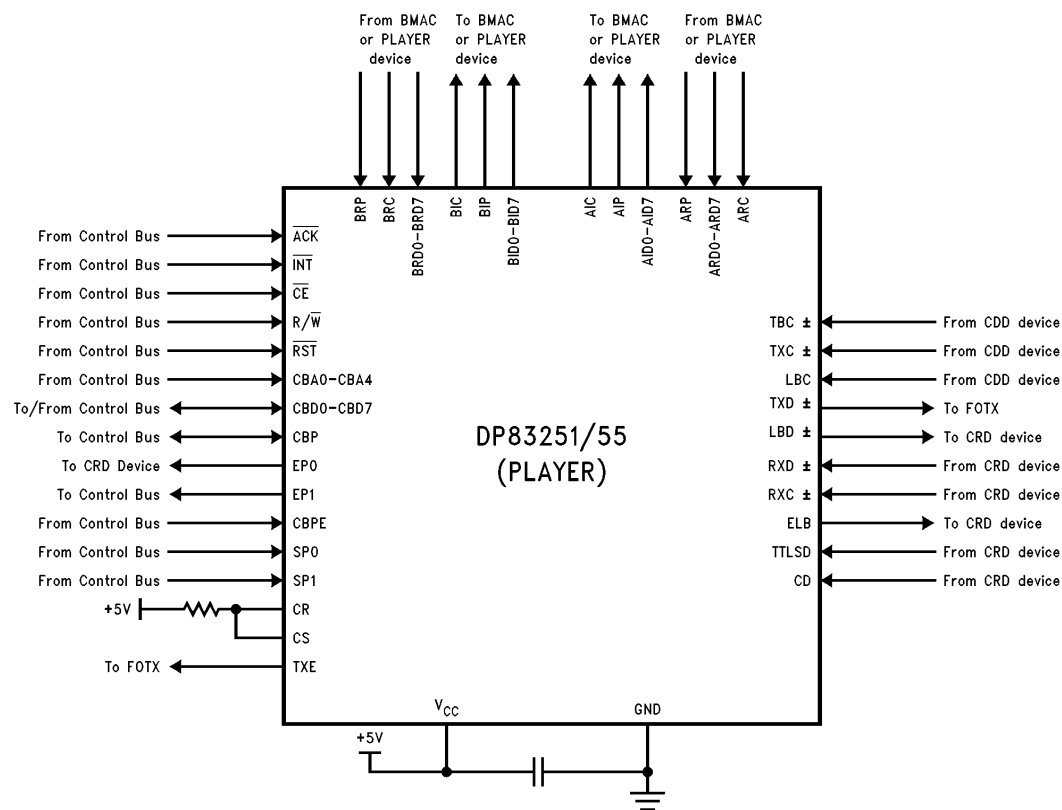 From BMAC
or PLAYER
device
To BMAC
or PLAYER
device
To BMAC
or PLAYER
device
From BMAC
or PLAYER
device
BRP
BRC
BRD0-BRD7
BIC
BIP
BID0-BID7
AIC
AIP
AID0-AID7
ARP
ARD0-ARD7
ARC
From Control Bus A̅C̅K̅
From Control Bus I̅N̅T̅
From Control Bus C̅E̅
From Control Bus R/W̅
From Control Bus R̅S̅T̅
From Control Bus CBA0-CBA4
To/From Control Bus CBD0-CBD7
To Control Bus CBP
To CRD Device EP0
To Control Bus EP1
From Control Bus CBPE
From Control Bus SP0
From Control Bus SP1
+5V CR
CS
To FOTX TXE
DP83251/55
(PLAYER)
TBC ± From CDD device
TXC ± From CDD device
LBC From CDD device
TXD ± To FOTX
LBD ± To CRD device
RXD ± From CRD device
RXC ± From CRD device
ELB To CRD device
TTLSD From CRD device
CD From CRD device
VCC
GND
+5V